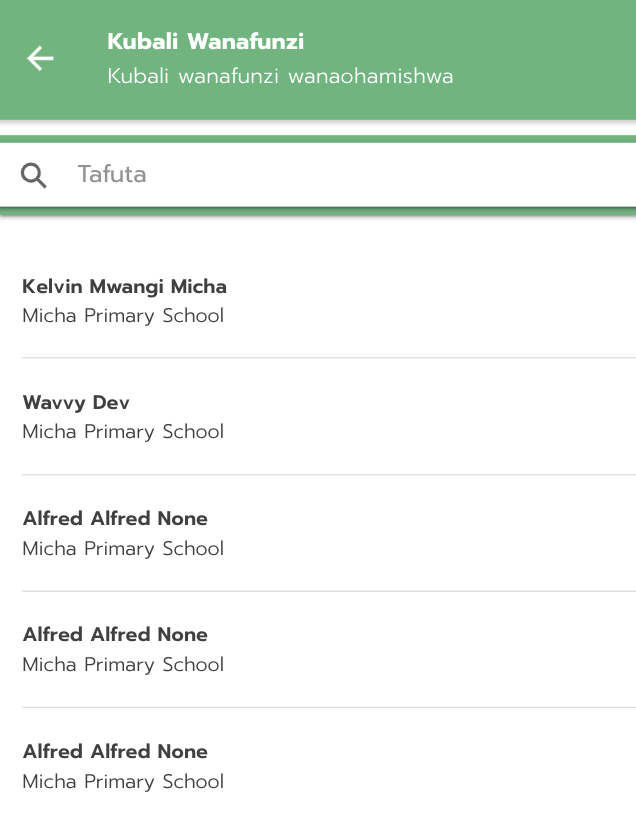 Kubali Wanafunzi
Kubali wanafunzi wanaohamishwa
Tafuta
Kelvin Mwangi Micha
Micha Primary School
Wavvy Dev
Micha Primary School
Alfred Alfred None
Micha Primary School
Alfred Alfred None
Micha Primary School
Alfred Alfred None
Micha Primary School